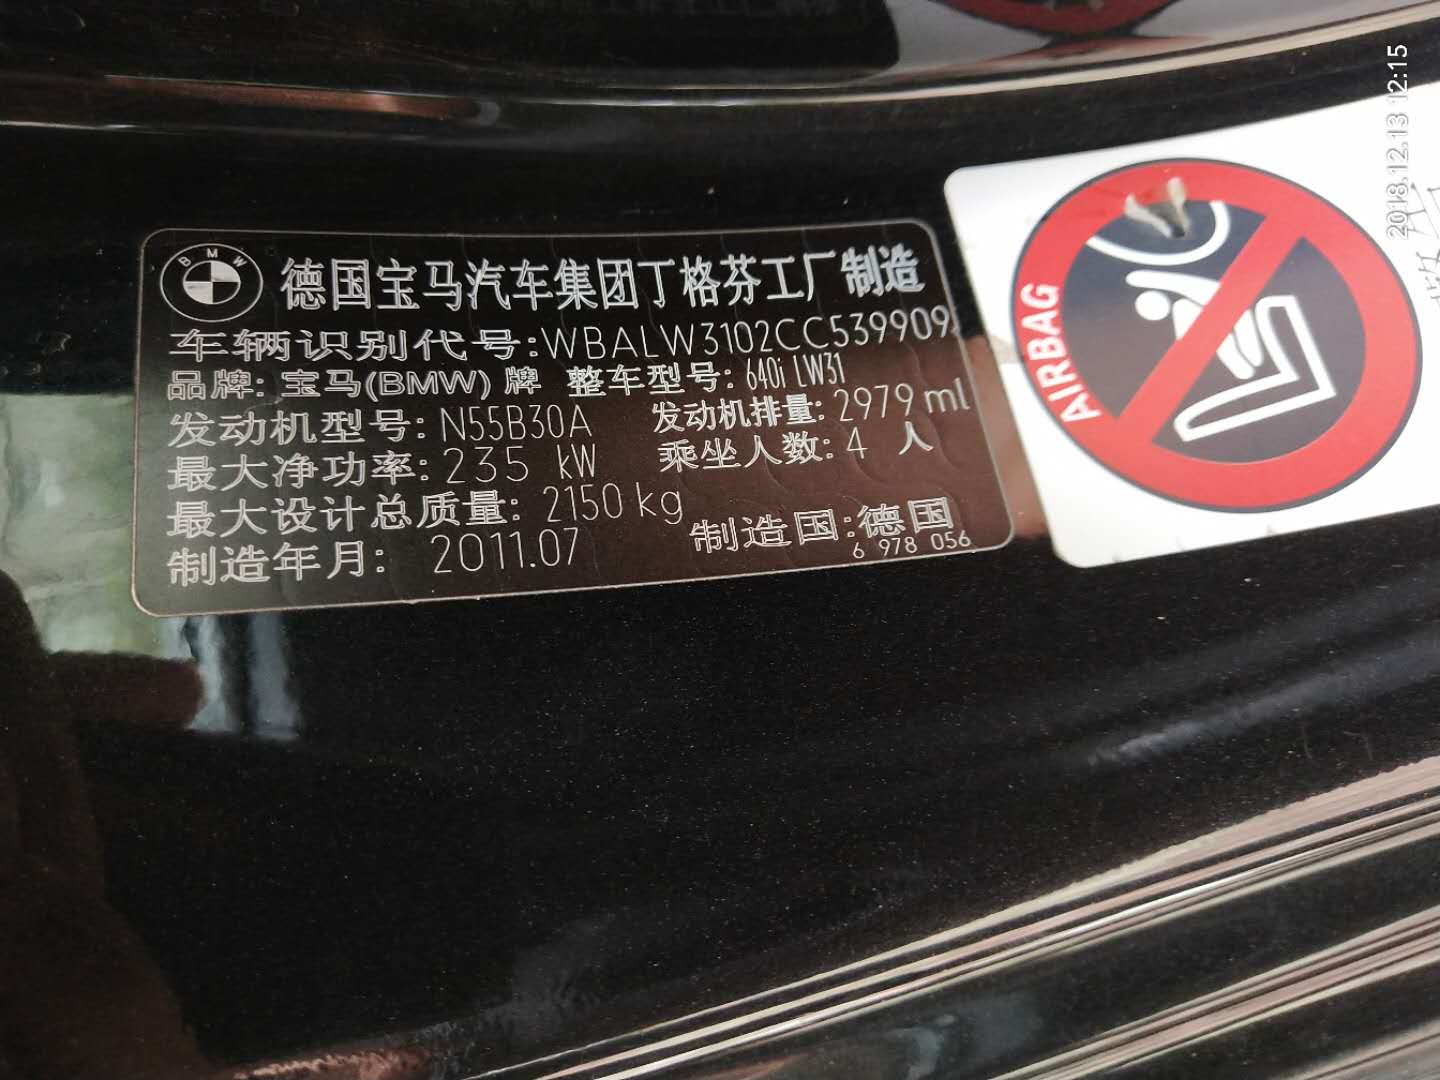 BMW
德国宝马汽车集团丁格芬工厂制造
车辆识别代号:WBALW3102CC539909
品牌: 宝马(BMW) 牌 整车型号: 640i LW31
发动机型号: N55B30A 发动机排量: 2979 ml
最大净功率: 235 kW 乘坐人数: 4 人
最大设计总质量: 2150 kg
制造年月: 2011.07 制造国:德国
6 978 056
AIRBAG
2018.12.13 12:15